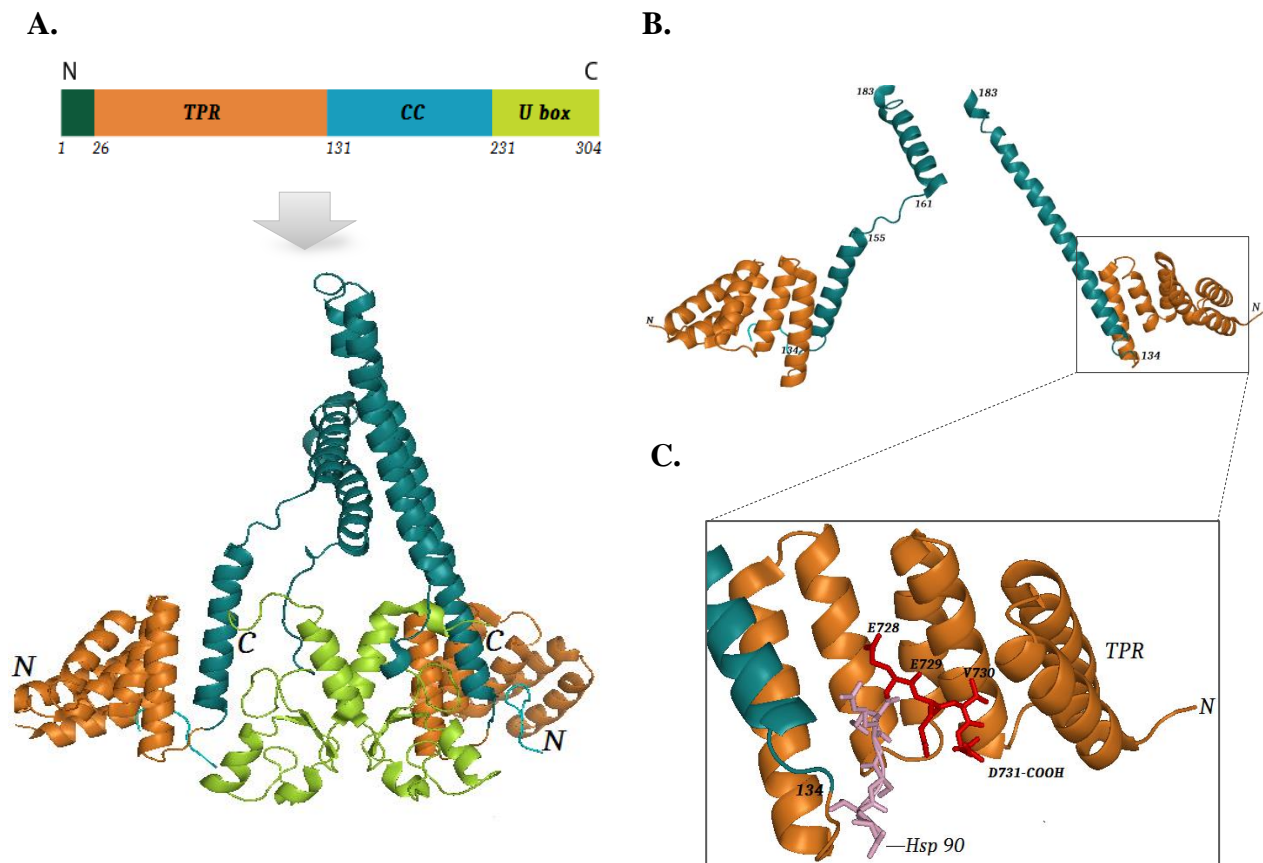 A.
N C
TPR CC U box
1 26 131 231 304
N
C
C
N
B.
183 183
161
155
N
N
134
134
C.
E728
E729
V730
TPR
N
D731-COOH
134
Hsp 90